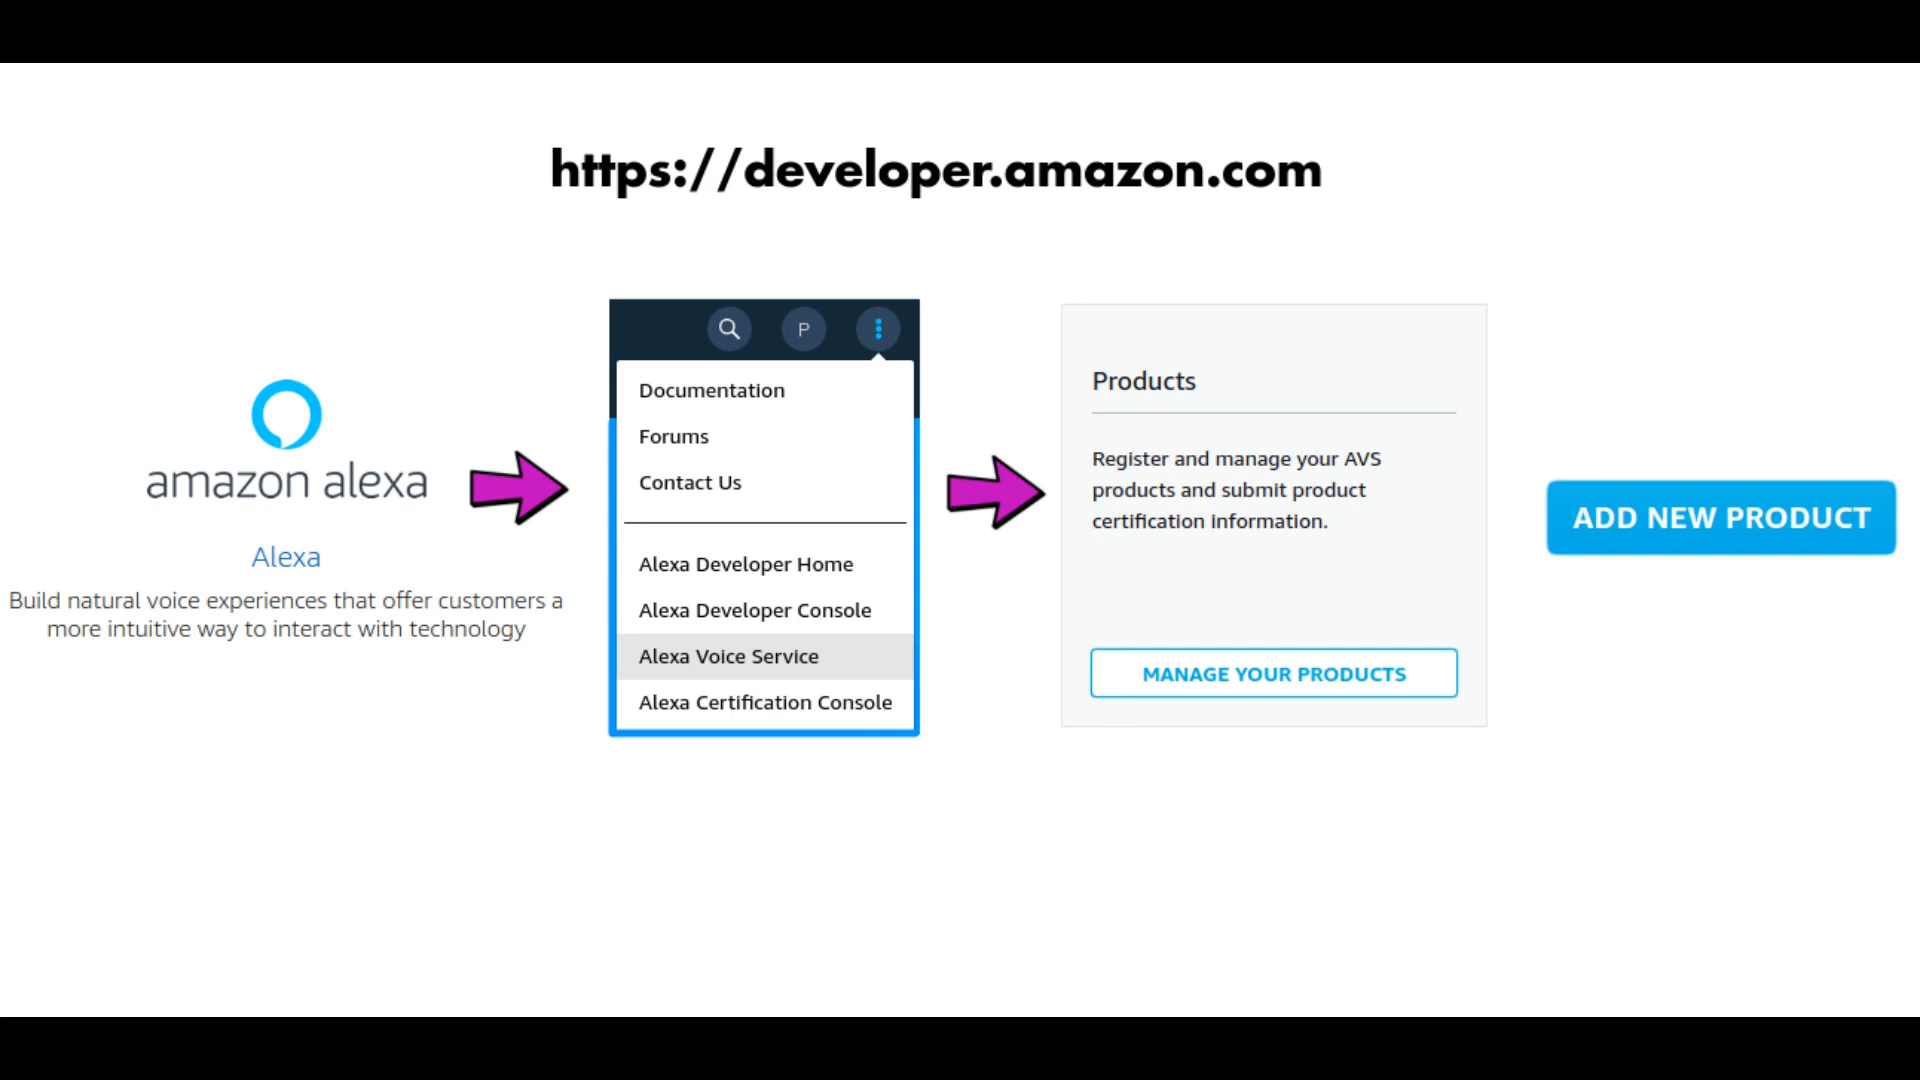 https://developer.amazon.com
amazon alexa
Alexa
Build natural voice experiences that offer customers a
more intuitive way to interact with technology
P
Documentation
Forums
Contact Us
Alexa Developer Home
Alexa Developer Console
Alexa Voice Service
Alexa Certification Console
Products
Register and manage your AVS
products and submit product
certification information.
MANAGE YOUR PRODUCTS
ADD NEW PRODUCT